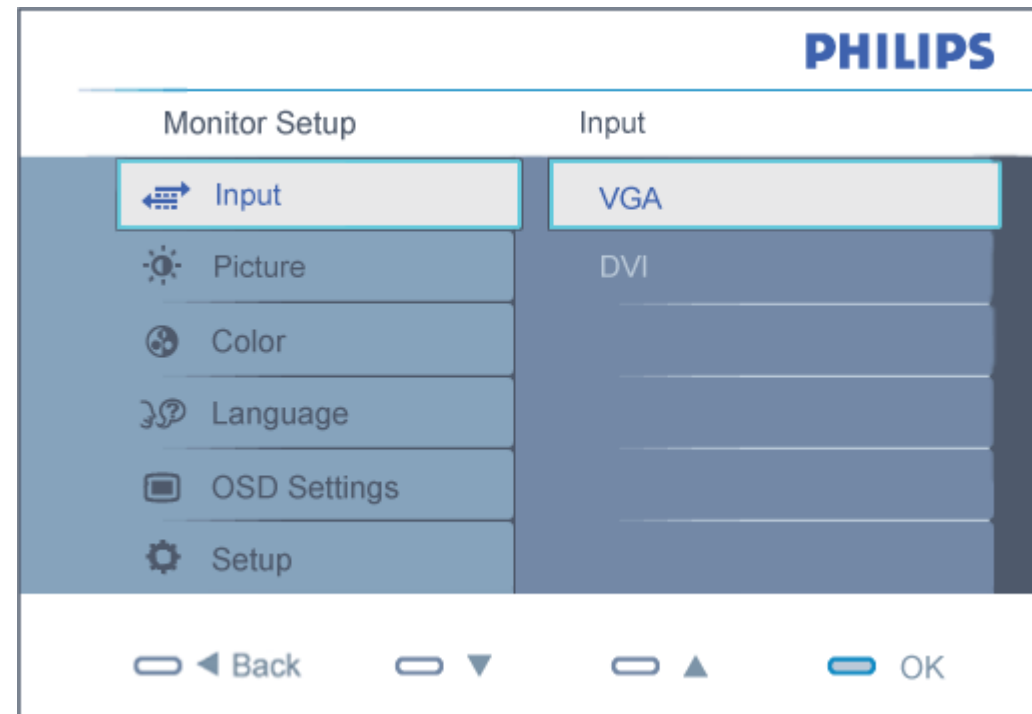 PHILIPS
Monitor Setup Input
Input VGA
Picture DVI
Color
Language
OSD Settings
Setup
Back OK